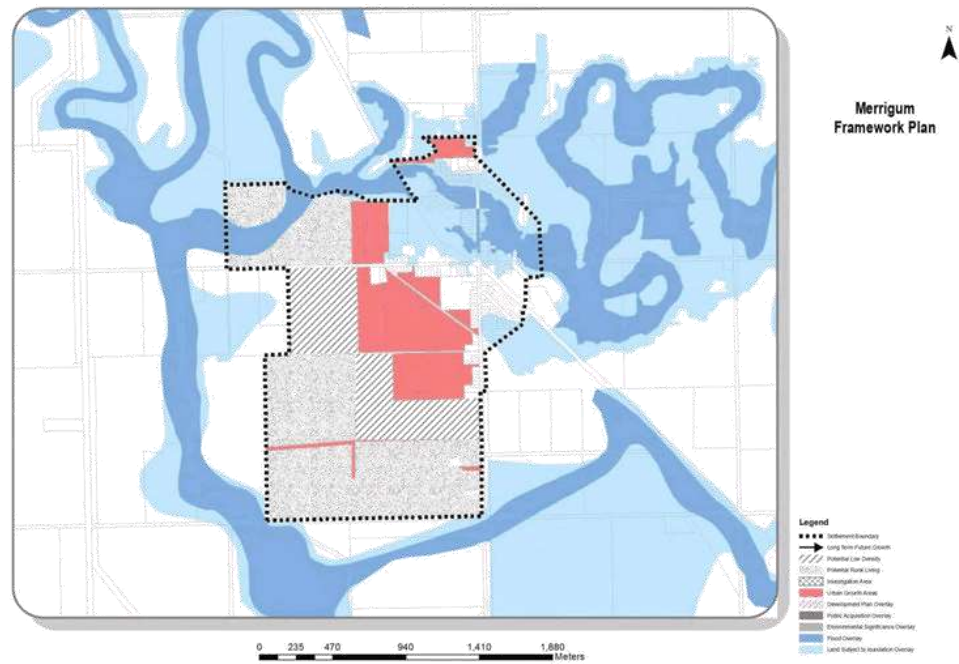 N
Merrigum
Framework Plan
Legend
Settlement Boundary
Long Term Future Growth
Potential Low Density
Potential Rural Living
Investigation Area
Urban Growth Areas
Development Plan Overlay
Public Acquisition Overlay
Environmental Significance Overlay
Flood Overlay
Land Subject to Inundation Overlay
0 235 470 940 1,410 1,880
Meters